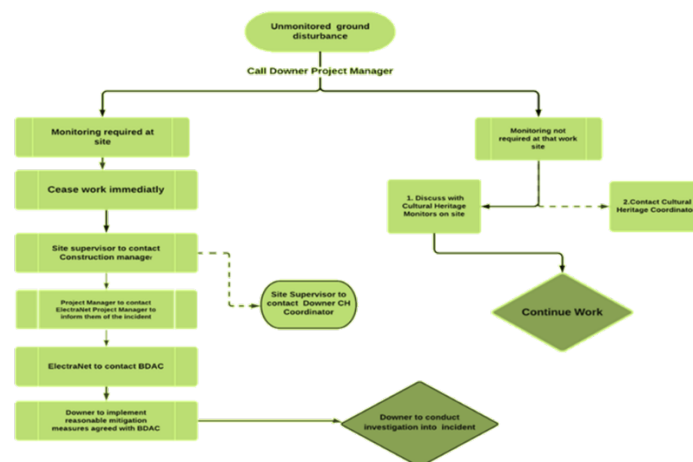 Unmonitored ground
disturbance
Call Downer Project Manager
Monitoring required at
site
Monitoring not
required at that work
site
Cease work immediatly
1. Discuss with
Cultural Heritage
Monitors on site
2.Contact Cultural
Heritage Coordinator
Site supervisor to contact
Construction manager
Project Manager to contact
ElectraNet Project Manager to
inform them of the incident
Site Supervisor to
contact Downer CH
Coordinator
Continue Work
ElectraNet to contact BDAC
Downer to implement
reasonable mitigation
measures agreed with BDAC
Downer to conduct
investigation into incident